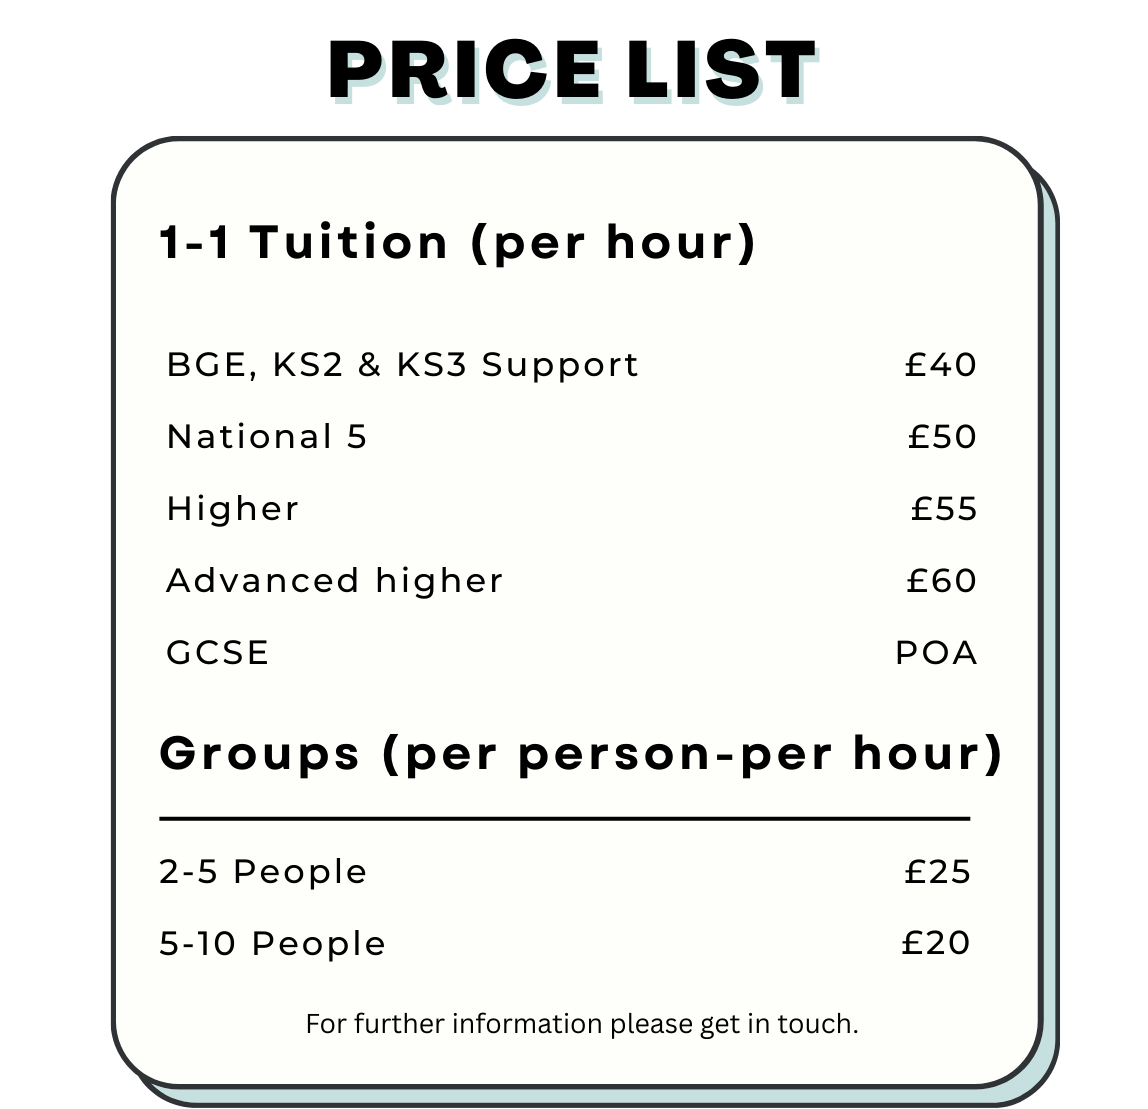 PRICE LIST
1-1 Tuition (per hour)
BGE, KS2 & KS3 Support £40
National 5 £50
Higher £55
Advanced higher £60
GCSE POA
Groups (per person-per hour)
2-5 People £25
5-10 People £20
For further information please get in touch.